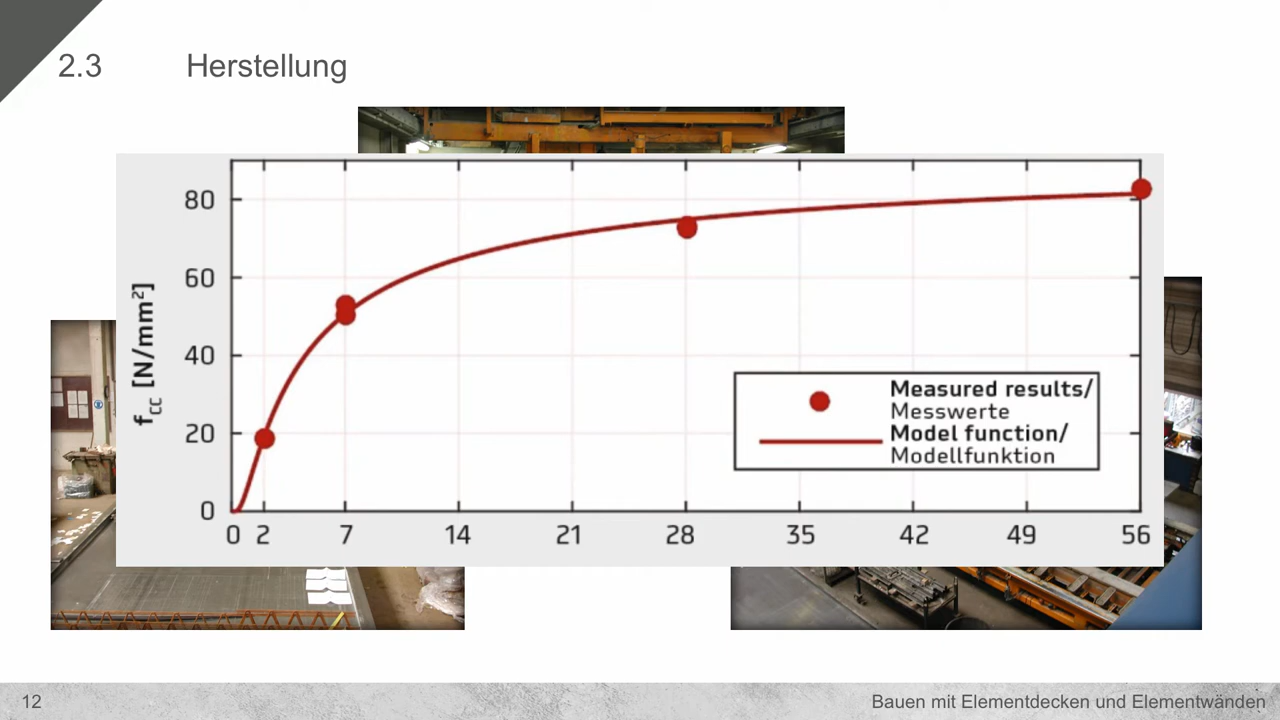 2.3 Herstellung
f_cc [N/mm²]
80
60
40
20
0
0 2 7 14 21 28 35 42 49 56
Measured results/
Messwerte
Model function/
Modellfunktion
12
Bauen mit Elementdecken und Elementwänden